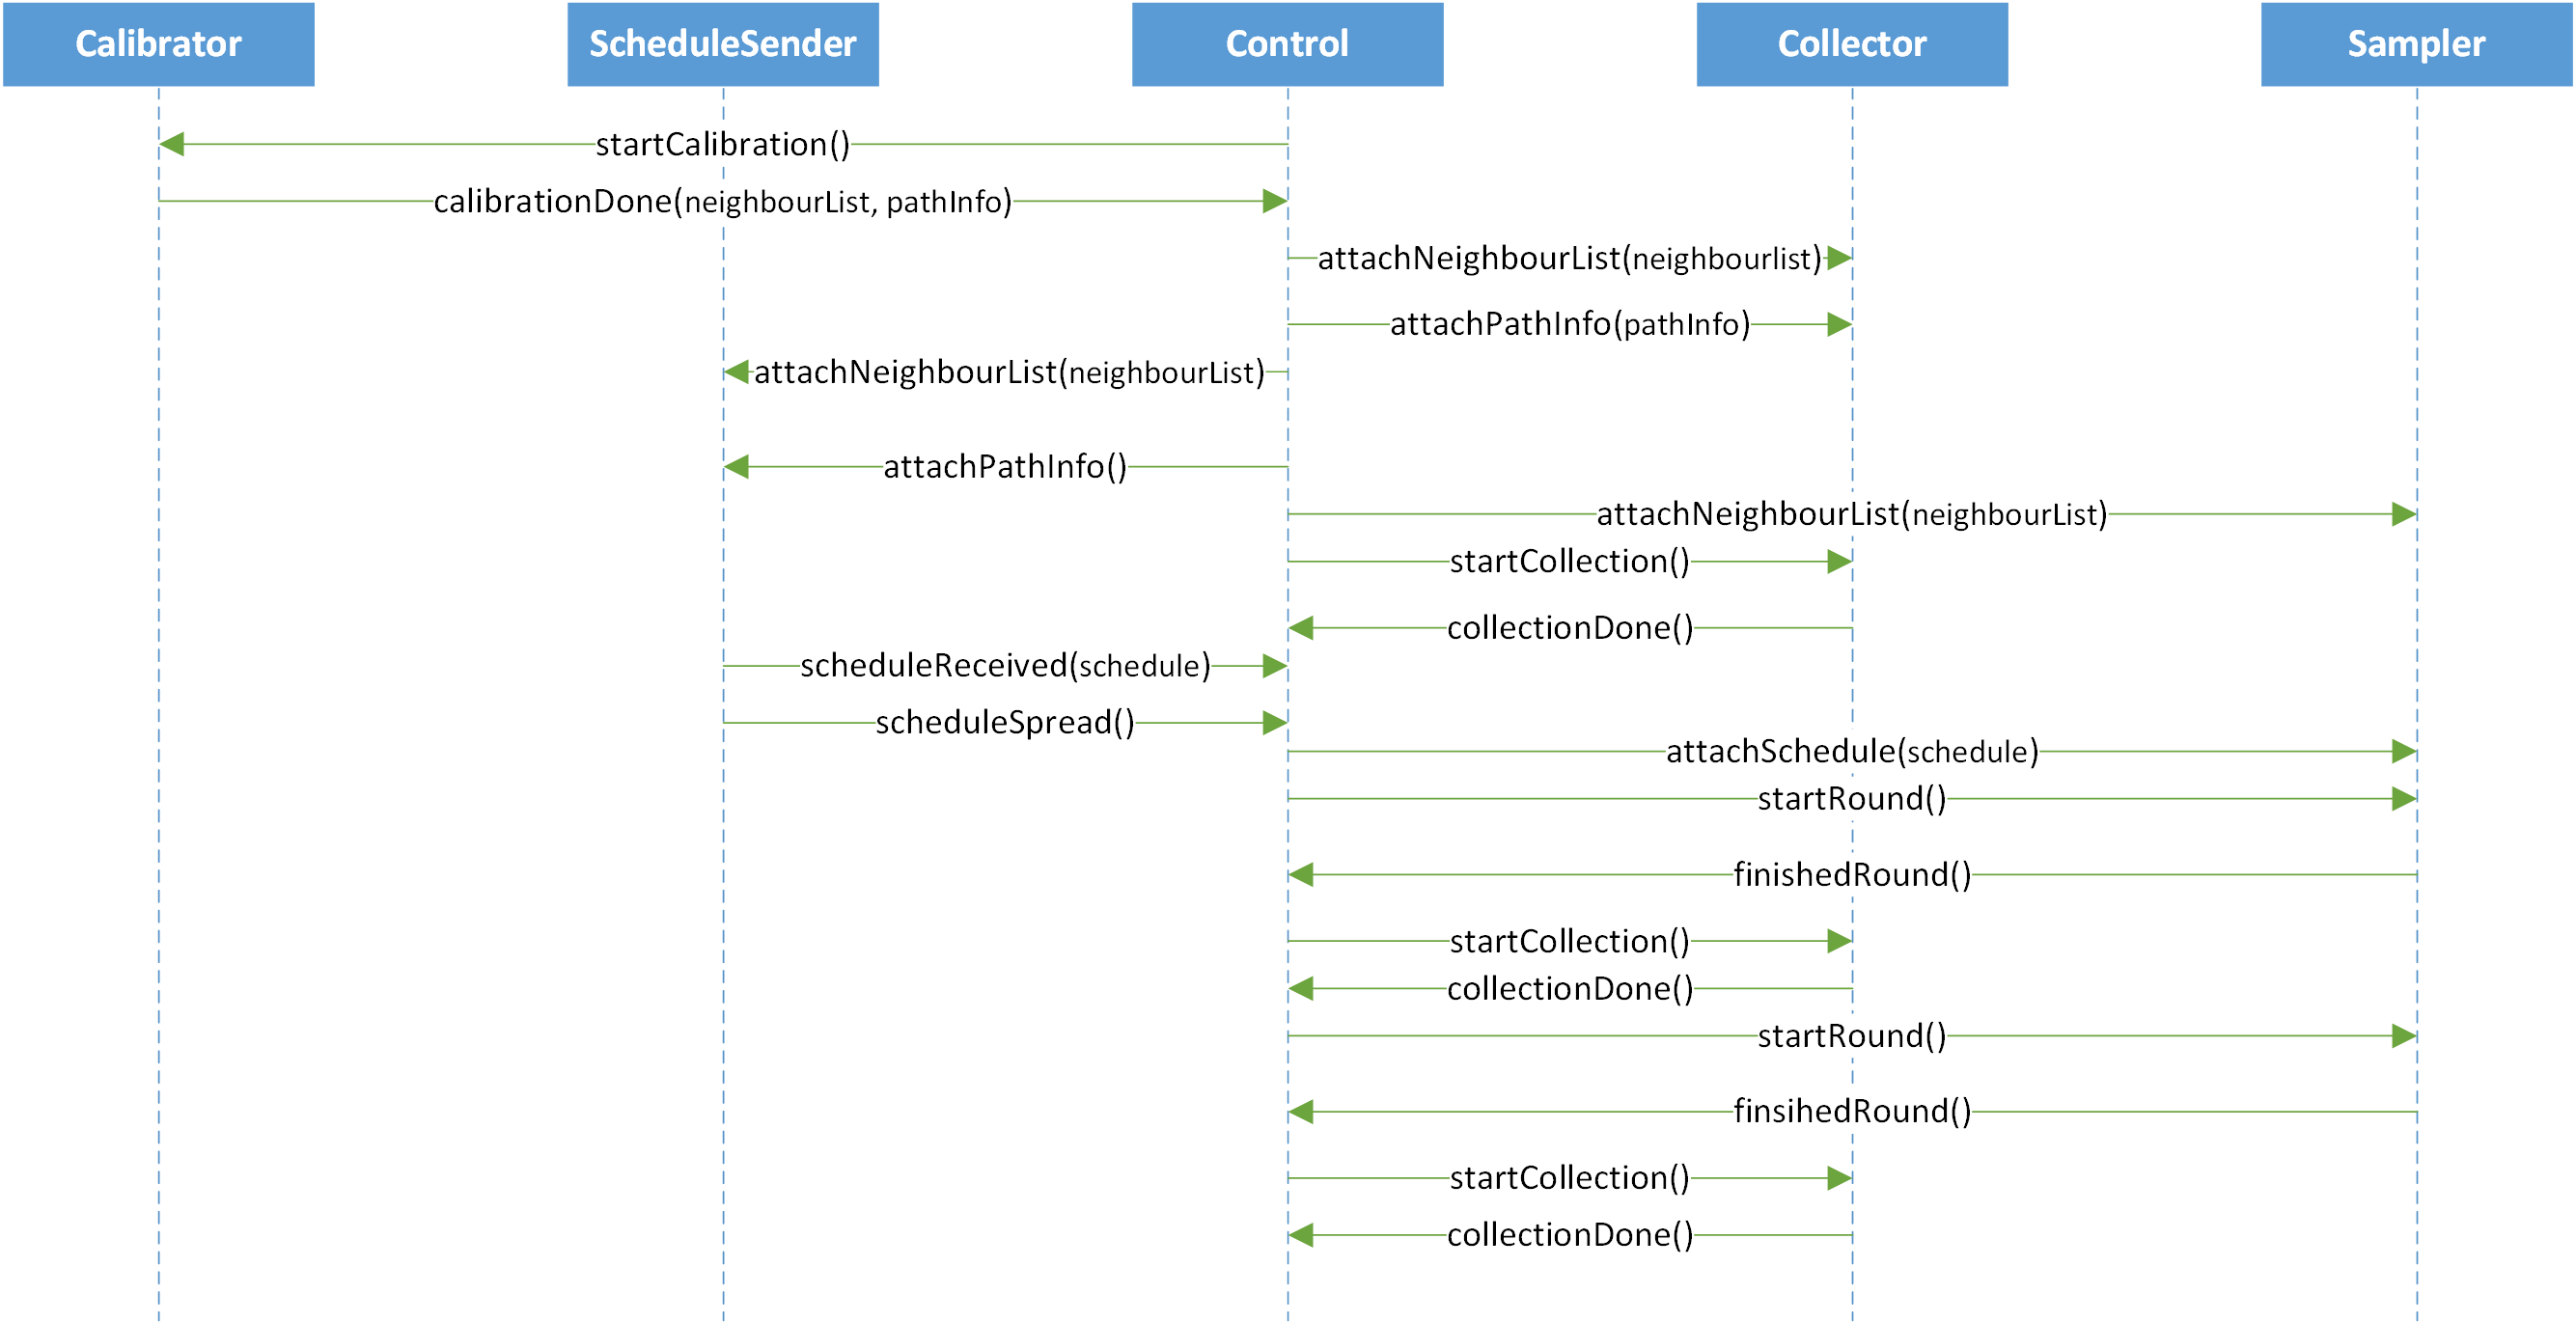 Calibrator
ScheduleSender
Control
Collector
Sampler
startCalibration()
calibrationDone(neighbourList, pathInfo)
attachNeighbourList(neighbourlist)
attachPathInfo(pathInfo)
attachNeighbourList(neighbourList)
attachPathInfo()
attachNeighbourList(neighbourList)
startCollection()
collectionDone()
scheduleReceived(schedule)
scheduleSpread()
attachSchedule(schedule)
startRound()
finishedRound()
startCollection()
collectionDone()
startRound()
finsihedRound()
startCollection()
collectionDone()